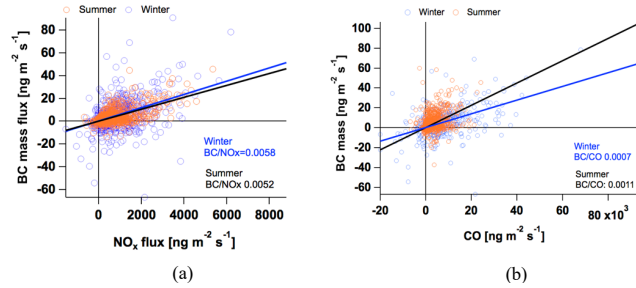 Summer Winter
BC mass flux [ng m⁻² s⁻¹]
80
60
40
20
0
-20
-40
-60
Winter
BC/NOx=0.0058
Summer
BC/NOx 0.0052
0 2000 4000 6000 8000
NOₓ flux [ng m⁻² s⁻¹]
(a)
Winter Summer
BC mass [ng m⁻² s⁻¹]
100
80
60
40
20
0
-20
-40
-60
Winter
BC/CO 0.0007
Summer
BC/CO: 0.0011
-20 0 20 40 60 80 x10³
CO [ng m⁻² s⁻¹]
(b)